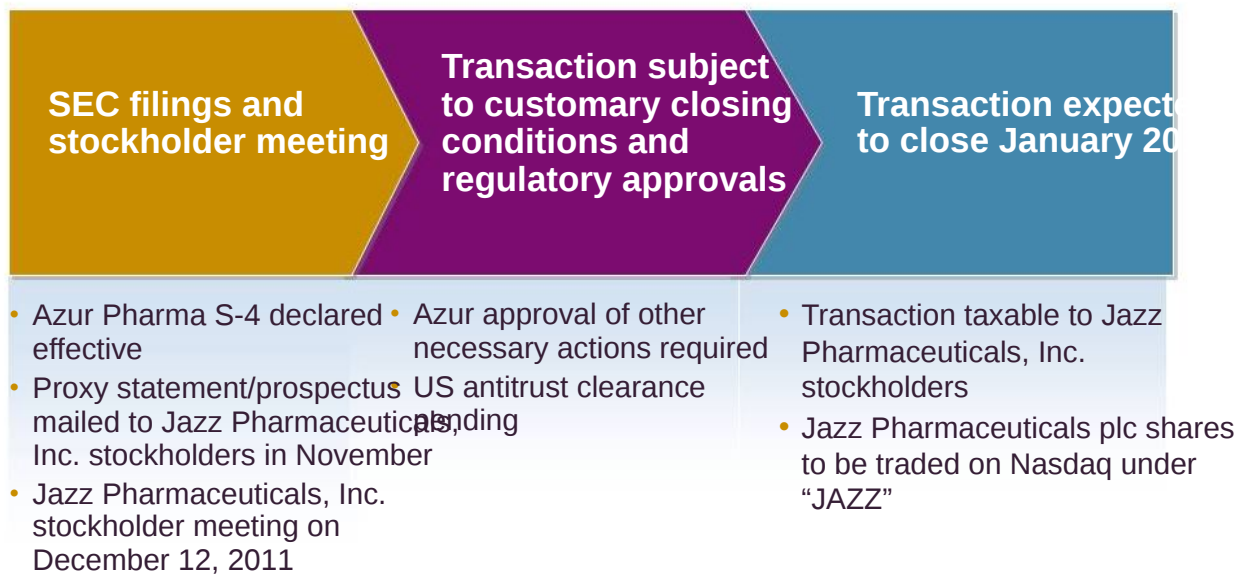 SEC filings and
stockholder meeting
Transaction subject
to customary closing
conditions and
regulatory approvals
Transaction
to close January
• Azur Pharma S-4 declared
effective
• Proxy statement/prospectus
mailed to Jazz Pharmaceuticals,
Inc. stockholders in November
• Jazz Pharmaceuticals, Inc.
stockholder meeting on
December 12, 2011
• Azur approval of other
necessary actions required
• US antitrust clearance
pending
• Transaction taxable to Jazz
Pharmaceuticals, Inc.
stockholders
• Jazz Pharmaceuticals plc shares
to be traded on Nasdaq under
“JAZZ”